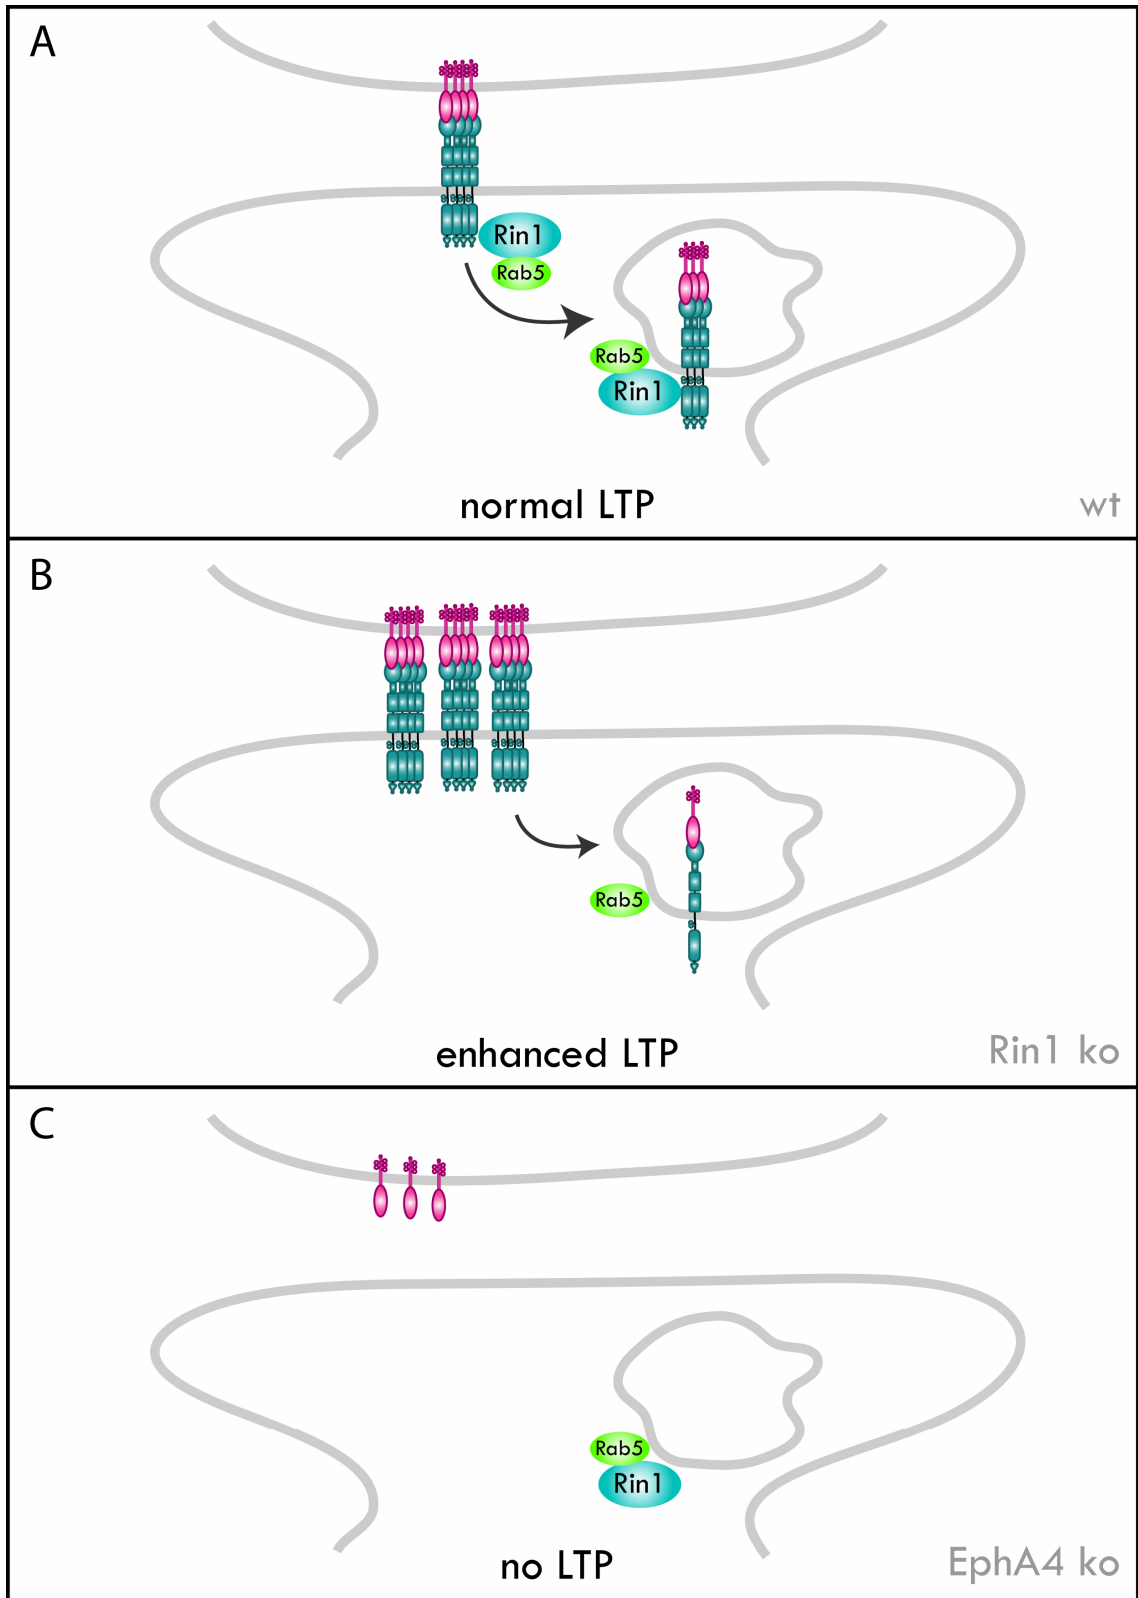 A
Rin1
Rab5
Rab5
Rin1
normal LTP
wt
B
Rab5
enhanced LTP
Rin1 ko
C
Rab5
Rin1
no LTP
EphA4 ko